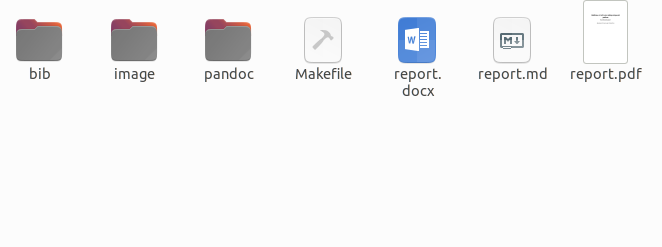 bib
image
pandoc
Makefile
report.
docx
report.md
report.pdf
W
M